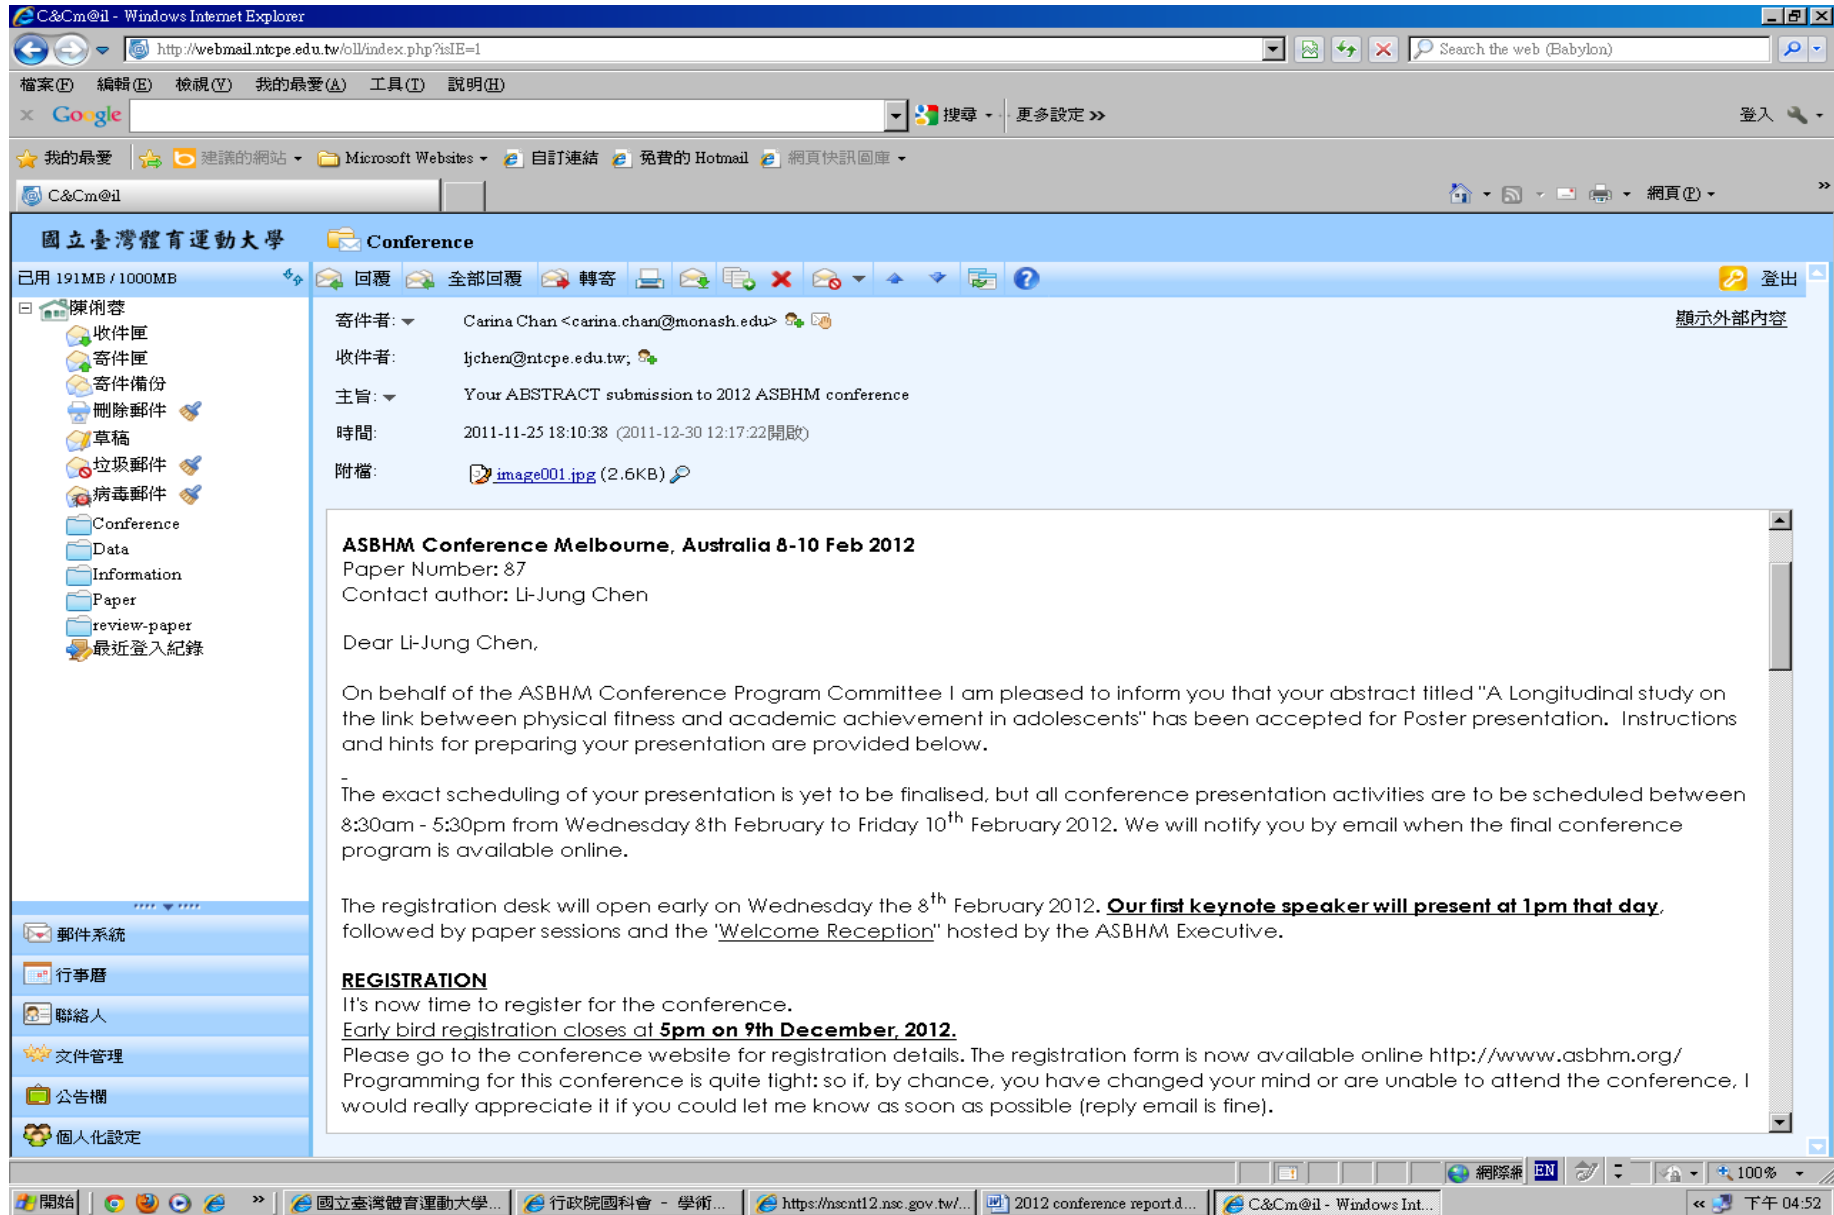 C&Cm@il - Windows Internet Explorer
http://webmail.ntcpe.edu.tw/oll/index.php?isIE=1
Search the web (Babylon)
檔案(F) 編輯(E) 檢視(V) 我的最愛(A) 工具(T) 說明(H)
x Google 搜尋 更多設定 >> 登入
我的最愛 建議的網站 Microsoft Websites 自訂連結 免費的 Hotmail 網頁快訊圖庫
C&Cm@il 網頁(P) >>
國立臺灣體育運動大學 Conference
已用 191MB / 1000MB 回覆 全部回覆 轉寄 登出
陳俐蓉
收件匣
寄件匣
寄件備份
刪除郵件
草稿
垃圾郵件
病毒郵件
Conference
Data
Information
Paper
review-paper
最近登入紀錄
郵件系統
行事曆
聯絡人
文件管理
公告欄
個人化設定
寄件者: Carina Chan <carina.chan@monash.edu> 顯示外部內容
收件者: ljchen@ntcpe.edu.tw;
主旨: Your ABSTRACT submission to 2012 ASBHM conference
時間: 2011-11-25 18:10:38 (2011-12-30 12:17:22開啟)
附檔: image001.jpg (2.6KB)
ASBHM Conference Melbourne, Australia 8-10 Feb 2012
Paper Number: 87
Contact author: Li-Jung Chen
Dear Li-Jung Chen,
On behalf of the ASBHM Conference Program Committee I am pleased to inform you that your abstract titled "A Longitudinal study on
the link between physical fitness and academic achievement in adolescents" has been accepted for Poster presentation. Instructions
and hints for preparing your presentation are provided below.
The exact scheduling of your presentation is yet to be finalised, but all conference presentation activities are to be scheduled between
8:30am - 5:30pm from Wednesday 8th February to Friday 10th February 2012. We will notify you by email when the final conference
program is available online.
The registration desk will open early on Wednesday the 8th February 2012. Our first keynote speaker will present at 1pm that day,
followed by paper sessions and the 'Welcome Reception" hosted by the ASBHM Executive.
REGISTRATION
It's now time to register for the conference.
Early bird registration closes at 5pm on 9th December, 2012.
Please go to the conference website for registration details. The registration form is now available online http://www.asbhm.org/
Programming for this conference is quite tight: so if, by chance, you have changed your mind or are unable to attend the conference, I
would really appreciate it if you could let me know as soon as possible (reply email is fine).
網際網 EN 100%
開始 >> 國立臺灣體育運動大學... 行政院國科會 - 學術... https://nscnt12.nsc.gov.tw/... 2012 conference report.d... C&Cm@il - Windows Int... << 下午 04:52